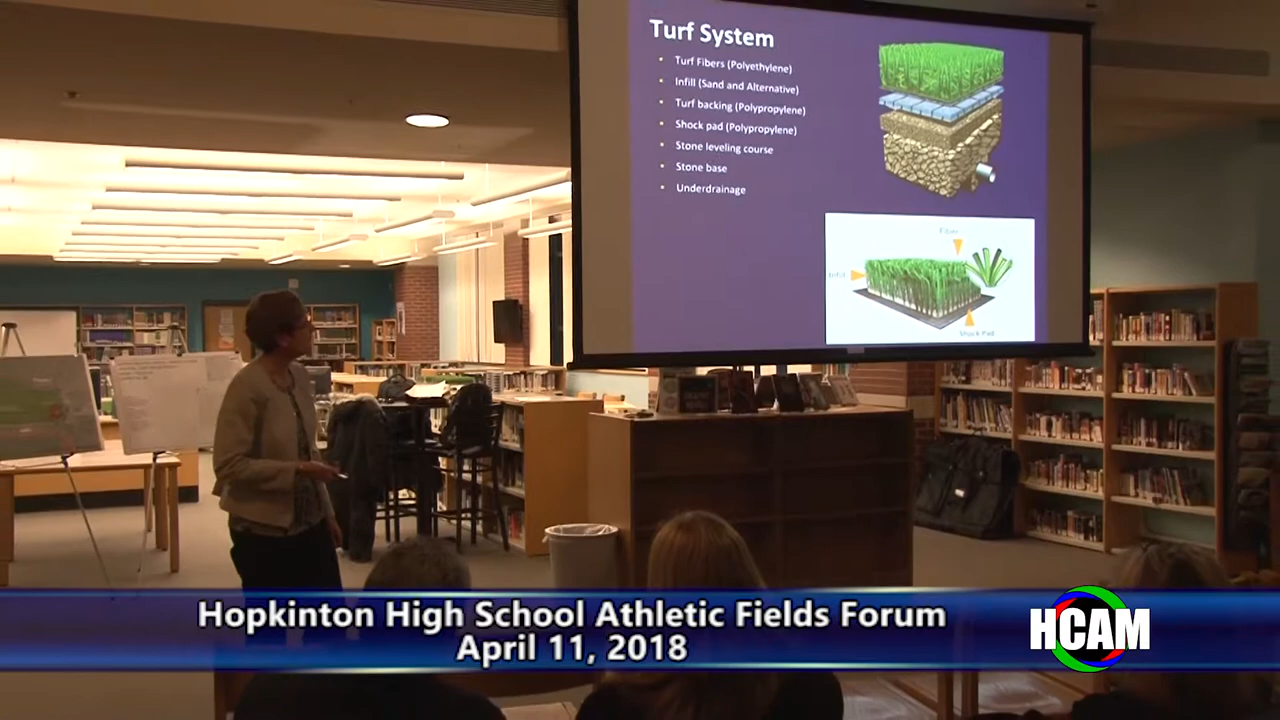 Turf System
• Turf Fibers (Polyethylene)
• Infill (Sand and Alternative)
• Turf backing (Polypropylene)
• Shock pad (Polypropylene)
• Stone leveling course
• Stone base
• Underdrainage
Fiber
Infill
Shock Pad
Hopkinton High School Athletic Fields Forum
April 11, 2018
HCAM